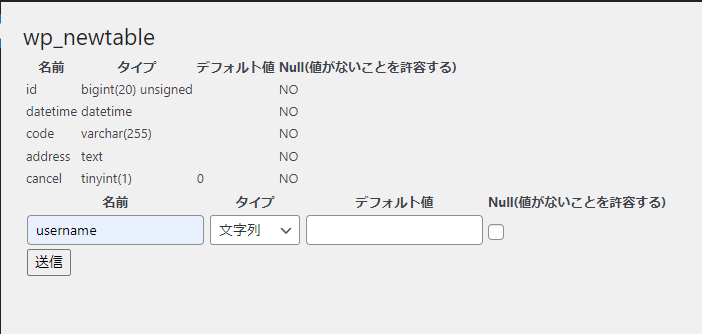 wp_newtable
名前 タイプ デフォルト値 Null(値がないことを許容する)
id bigint(20) unsigned NO
datetime datetime NO
code varchar(255) NO
address text NO
cancel tinyint(1) 0 NO
名前 タイプ デフォルト値 Null(値がないことを許容する)
username 文字列
送信